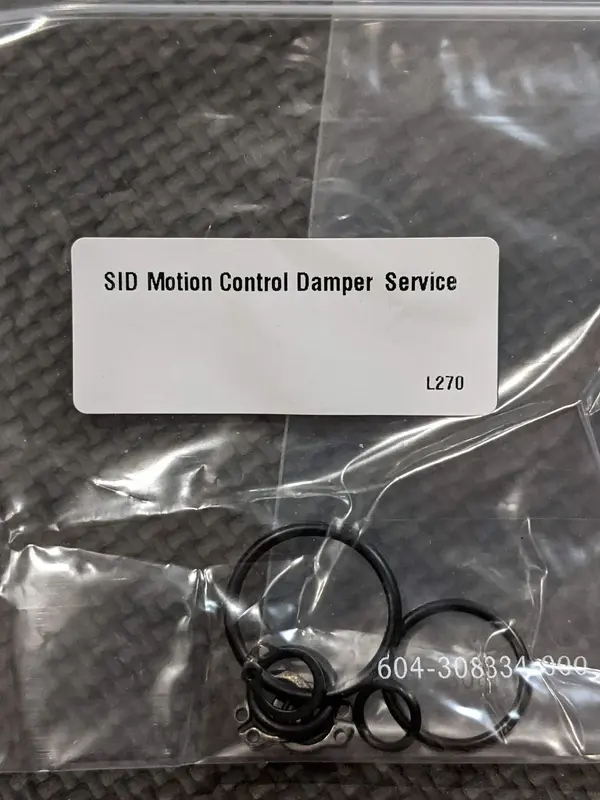 SID Motion Control Damper Service
L270
604-308334-000